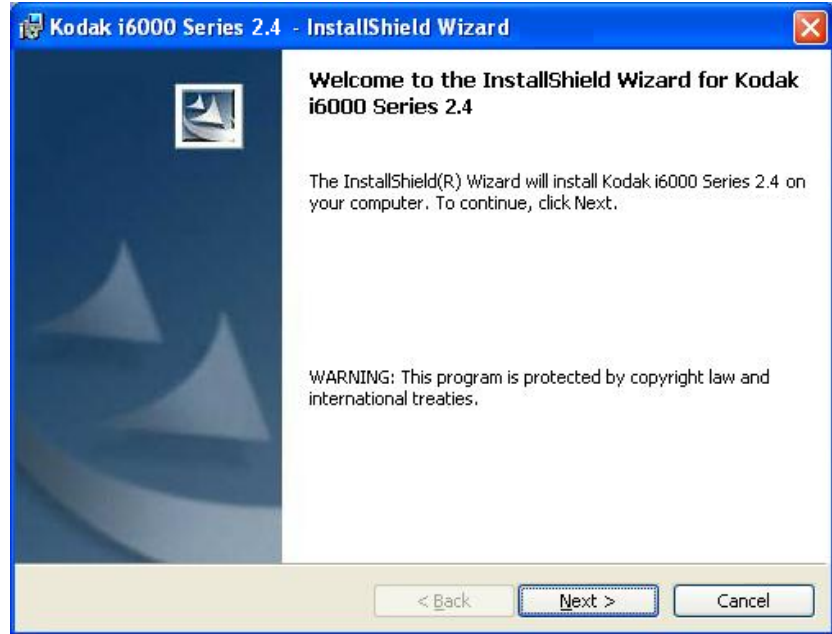 Kodak i6000 Series 2.4 - InstallShield Wizard
Welcome to the InstallShield Wizard for Kodak
i6000 Series 2.4
The InstallShield(R) Wizard will install Kodak i6000 Series 2.4 on
your computer. To continue, click Next.
WARNING: This program is protected by copyright law and
international treaties.
< Back Next > Cancel